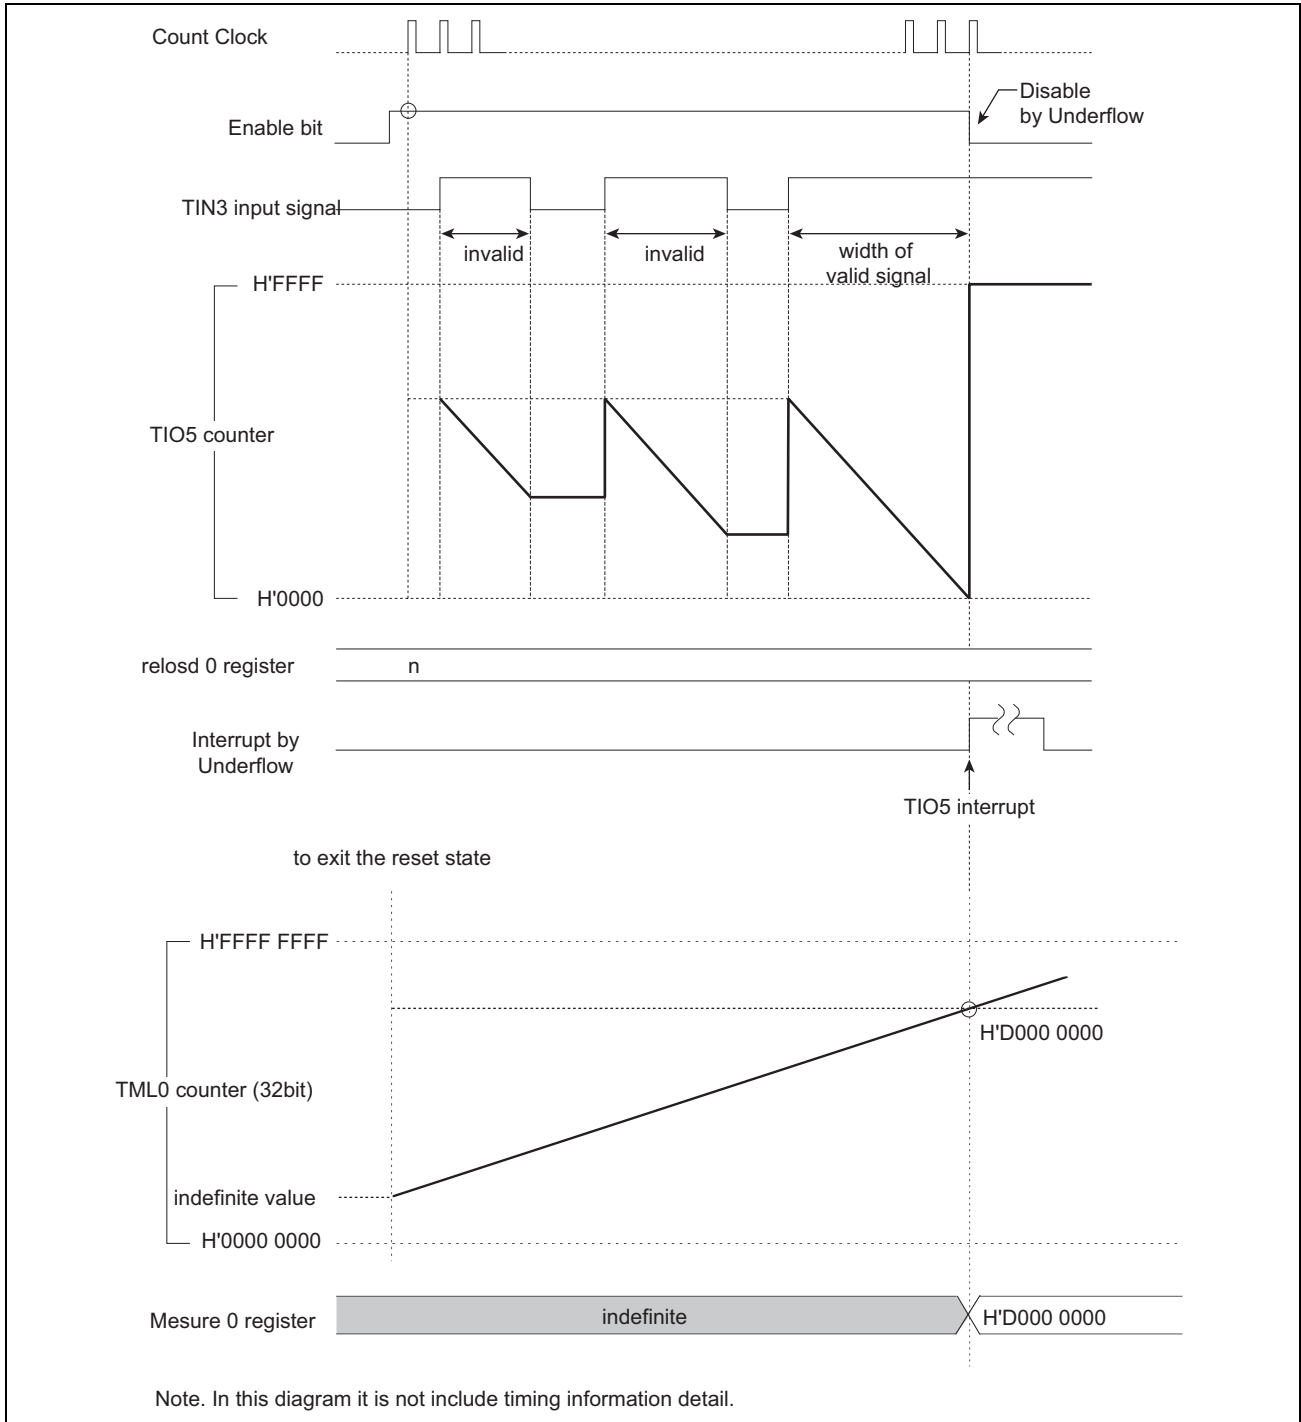 Count Clock
Disable
by Underflow
Enable bit
TIN3 input signal
invalid
invalid
width of
valid signal
H'FFFF
TIO5 counter
H'0000
relosd 0 register
n
Interrupt by
Underflow
TIO5 interrupt
to exit the reset state
H'FFFF FFFF
H'D000 0000
TML0 counter (32bit)
indefinite value
H'0000 0000
Mesure 0 register
indefinite
H'D000 0000
Note. In this diagram it is not include timing information detail.